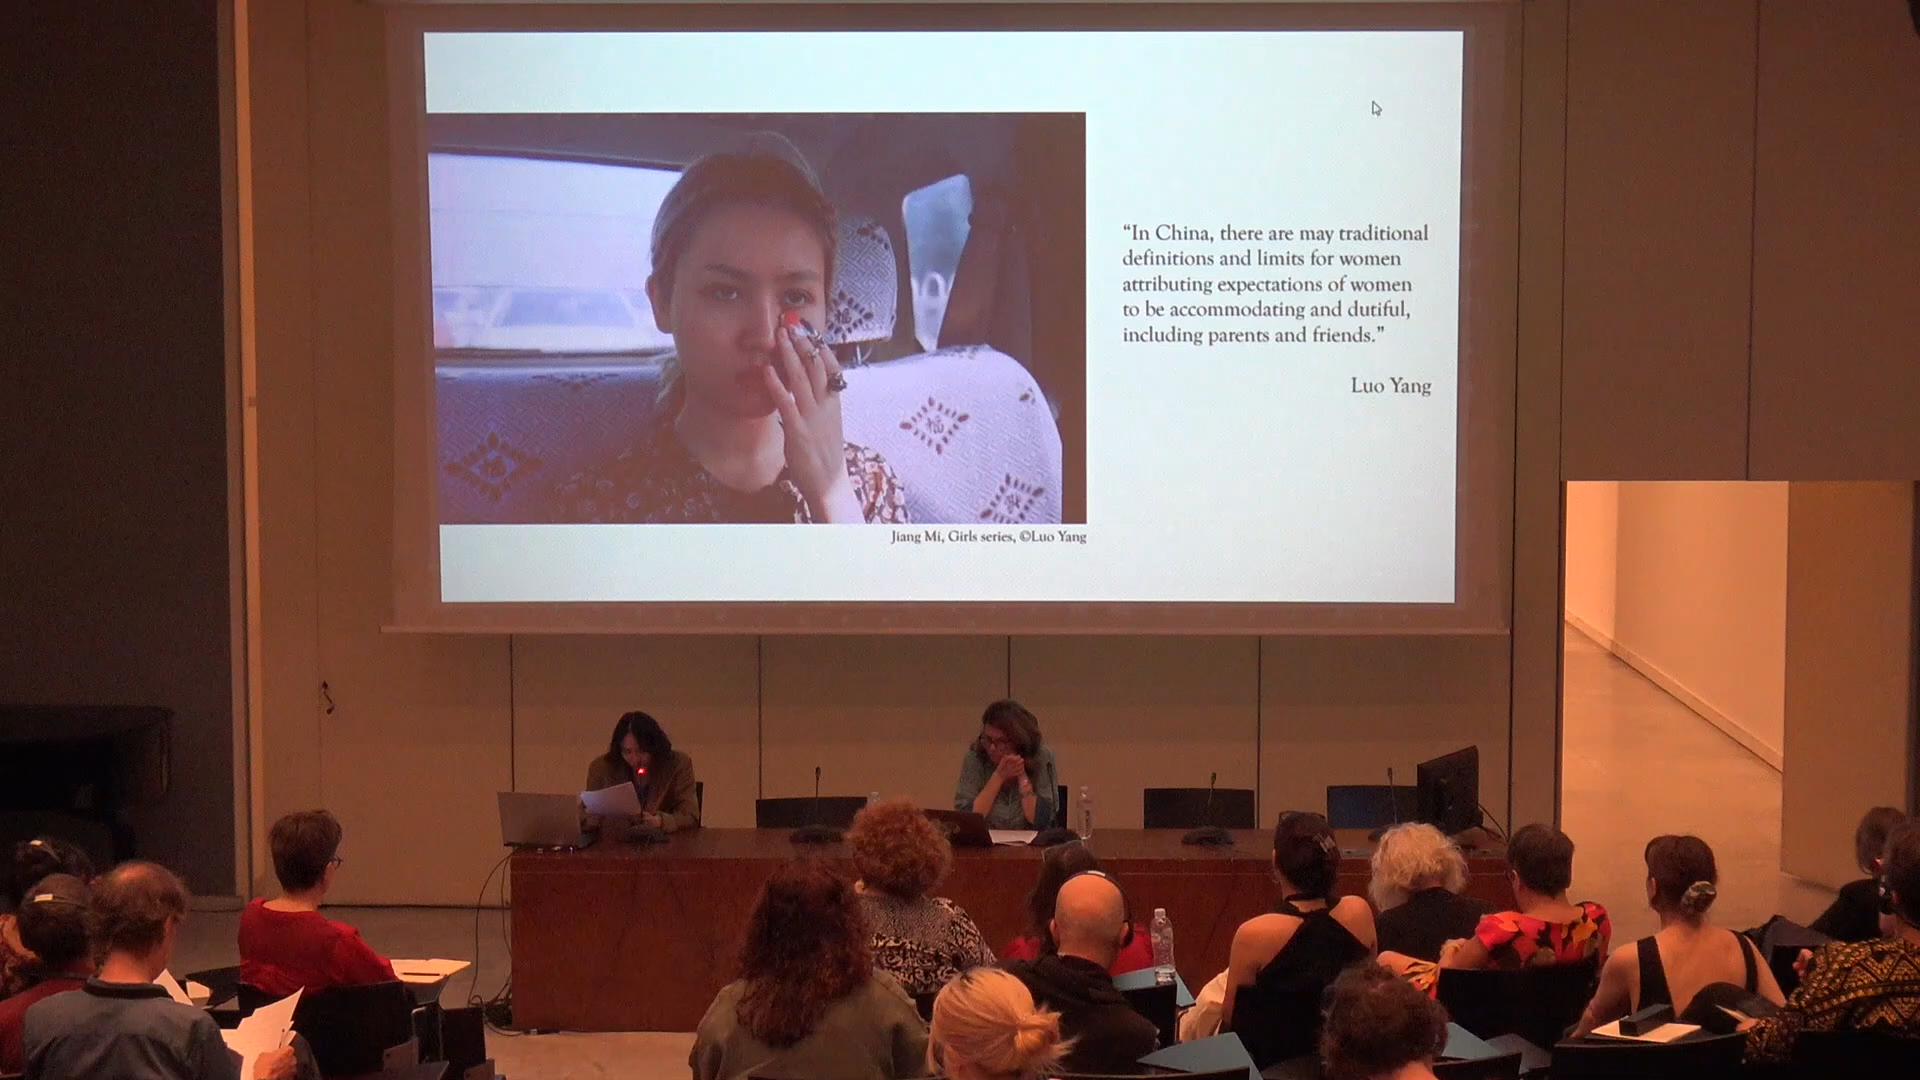 “In China, there are may traditional
definitions and limits for women
attributing expectations of women
to be accommodating and dutiful,
including parents and friends.”
Luo Yang
Jiang Mi, Girls series, ©Luo Yang